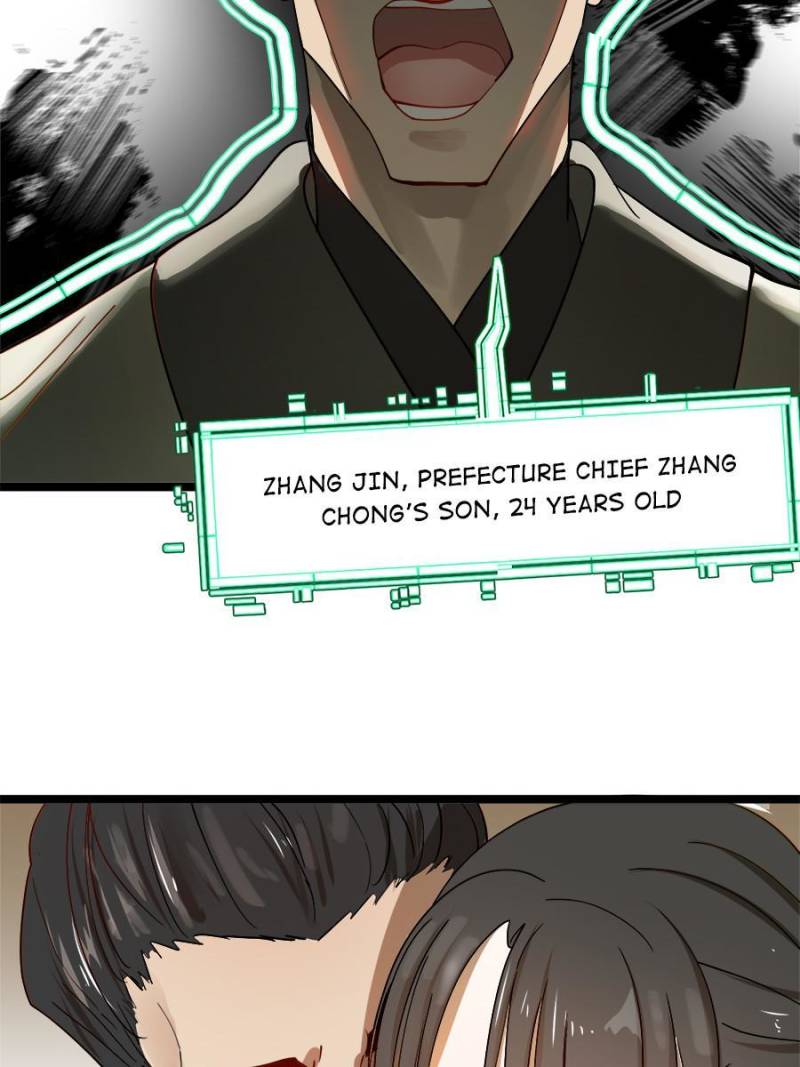 ZHANG JIN, PREFECTURE CHIEF ZHANG
CHONG'S SON, 24 YEARS OLD